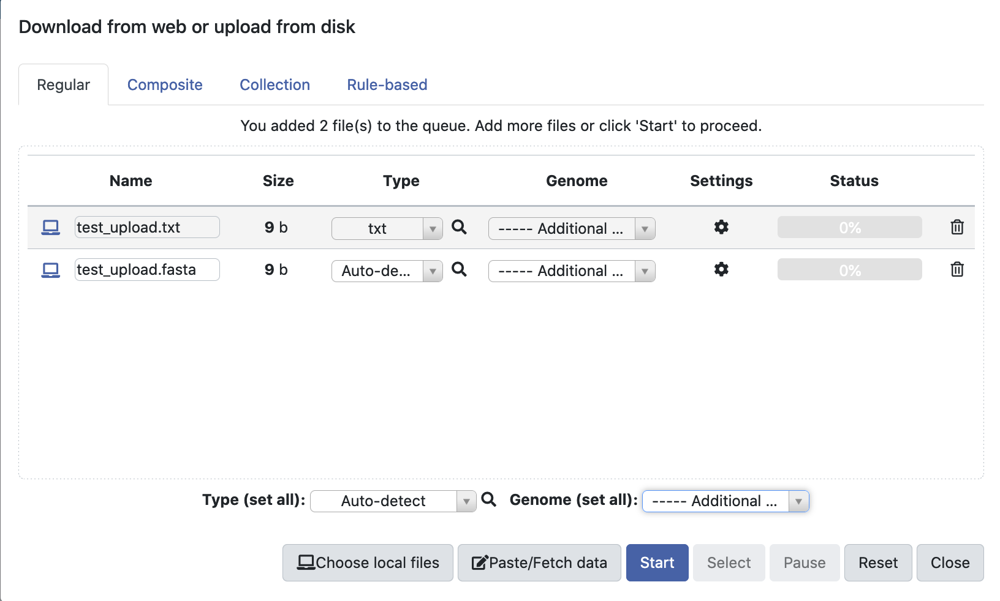 Download from web or upload from disk
Regular Composite Collection Rule-based
You added 2 file(s) to the queue. Add more files or click 'Start' to proceed.
Name Size Type Genome Settings Status
test_upload.txt 9 b txt ----- Additional ... 0%
test_upload.fasta 9 b Auto-de... ----- Additional ... 0%
Type (set all): Auto-detect Genome (set all): ----- Additional ...
Choose local files Paste/Fetch data Start Select Pause Reset Close